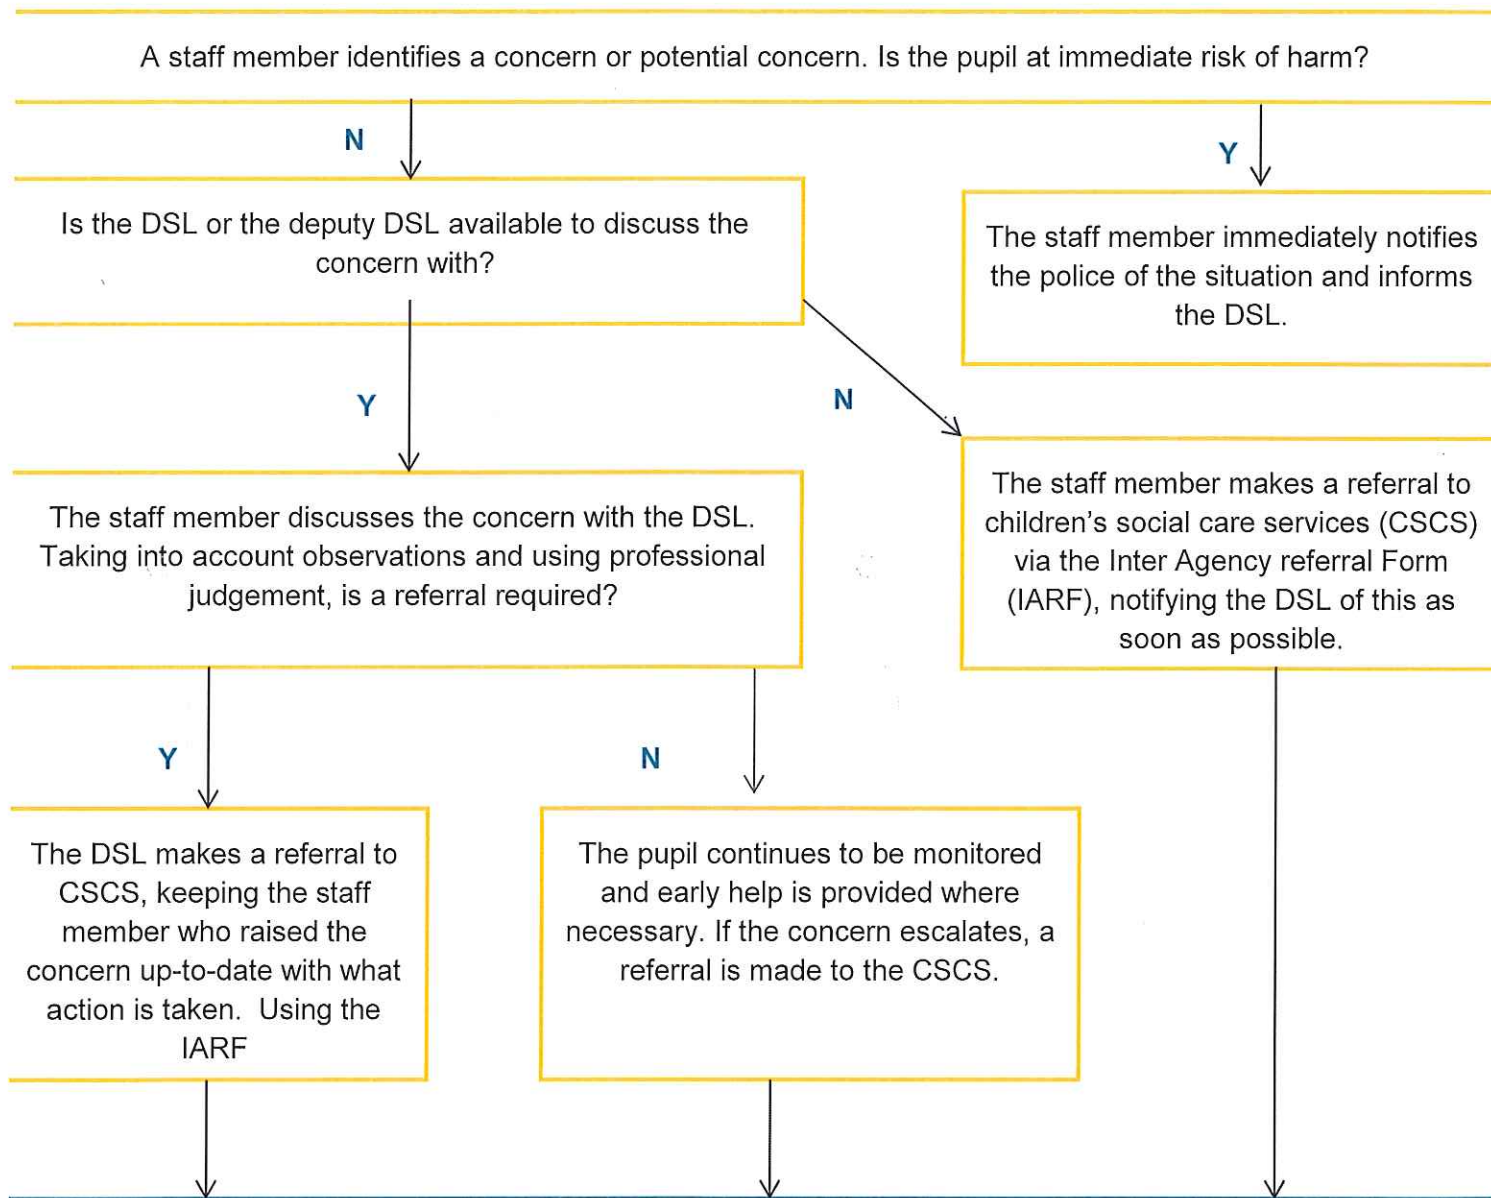 A staff member identifies a concern or potential concern. Is the pupil at immediate risk of harm?
N
Y
Is the DSL or the deputy DSL available to discuss the
concern with?
The staff member immediately notifies
the police of the situation and informs
the DSL.
Y
N
The staff member discusses the concern with the DSL.
Taking into account observations and using professional
judgement, is a referral required?
The staff member makes a referral to
children's social care services (CSCS)
via the Inter Agency referral Form
(IARF), notifying the DSL of this as
soon as possible.
Y
N
The DSL makes a referral to
CSCS, keeping the staff
member who raised the
concern up-to-date with what
action is taken.  Using the
IARF
The pupil continues to be monitored
and early help is provided where
necessary. If the concern escalates, a
referral is made to the CSCS.